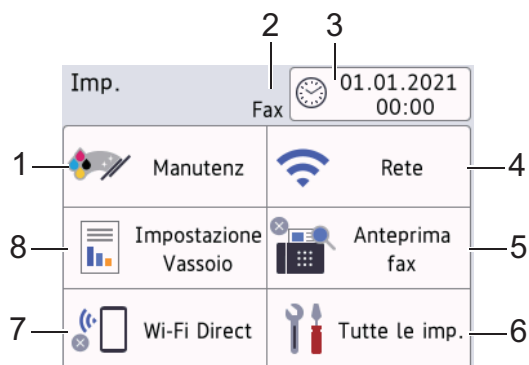 2 3
Imp.
Fax
01.01.2021
00:00
1 Manutenz Rete 4
8 Impostazione
Vassoio
Anteprima
fax 5
7 Wi-Fi Direct Tutte le imp. 6